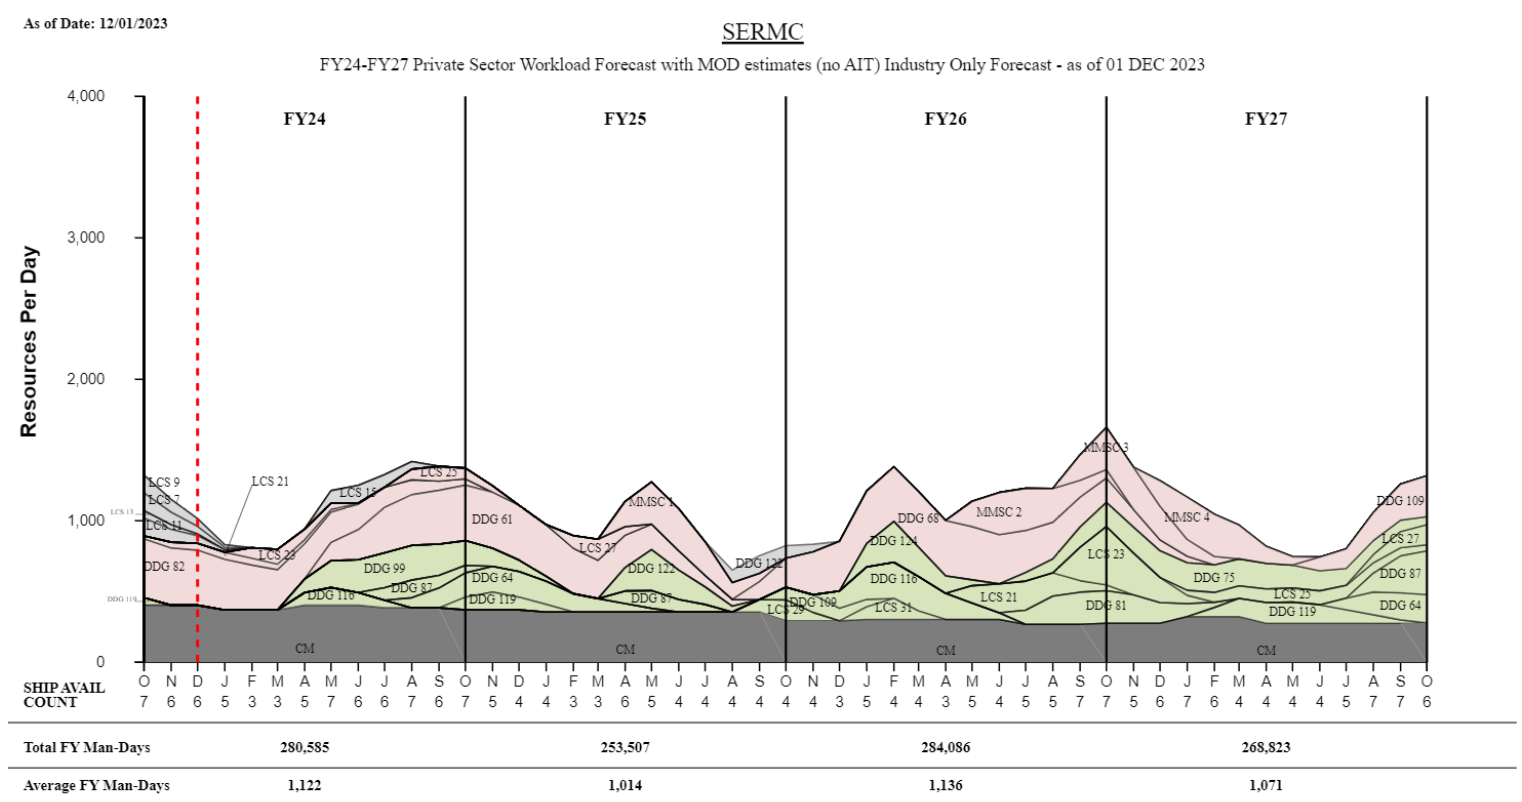 As of Date: 12/01/2023
SERMC
FY24-FY27 Private Sector Workload Forecast with MOD estimates (no AIT) Industry Only Forecast - as of 01 DEC 2023
4,000
FY24 FY25 FY26 FY27
3,000
Resources Per Day
2,000
MMSC 3
LCS 9
LCS 21
LCS 25
LCS 15
LCS 7
MMSC 1
DDG 109
LCS 13
MMSC 2
1,000
DDG 61
DDG 68
MMSC 4
LCS 11
DDG 124
LCS 27
LCS 27
LCS 23
LCS 23
DDG 82
DDG 99
DDG 122
DDG 64
DDG 116
DDG 75
DDG 87
DDG 87
DDG 116
DDG 87
LCS 21
LCS 25
DDG 119
DDG 119
DDG 109
LCS 29
LCS 31
DDG 81
DDG 119
DDG 64
CM CM CM CM
0
O N D J F M A M J J A S O N D J F M A M J J A S O N D J F M A M J J A S O N D J F M A M J J A S O
SHIP AVAIL
COUNT
7 6 6 5 3 3 5 7 6 6 7 6 7 5 4 4 3 3 6 5 4 4 4 4 4 4 3 5 4 4 3 4 4 5 5 7 7 5 6 7 6 4 4 4 4 5 7 7 6
Total FY Man-Days 280,585 253,507 284,086 268,823
Average FY Man-Days 1,122 1,014 1,136 1,071